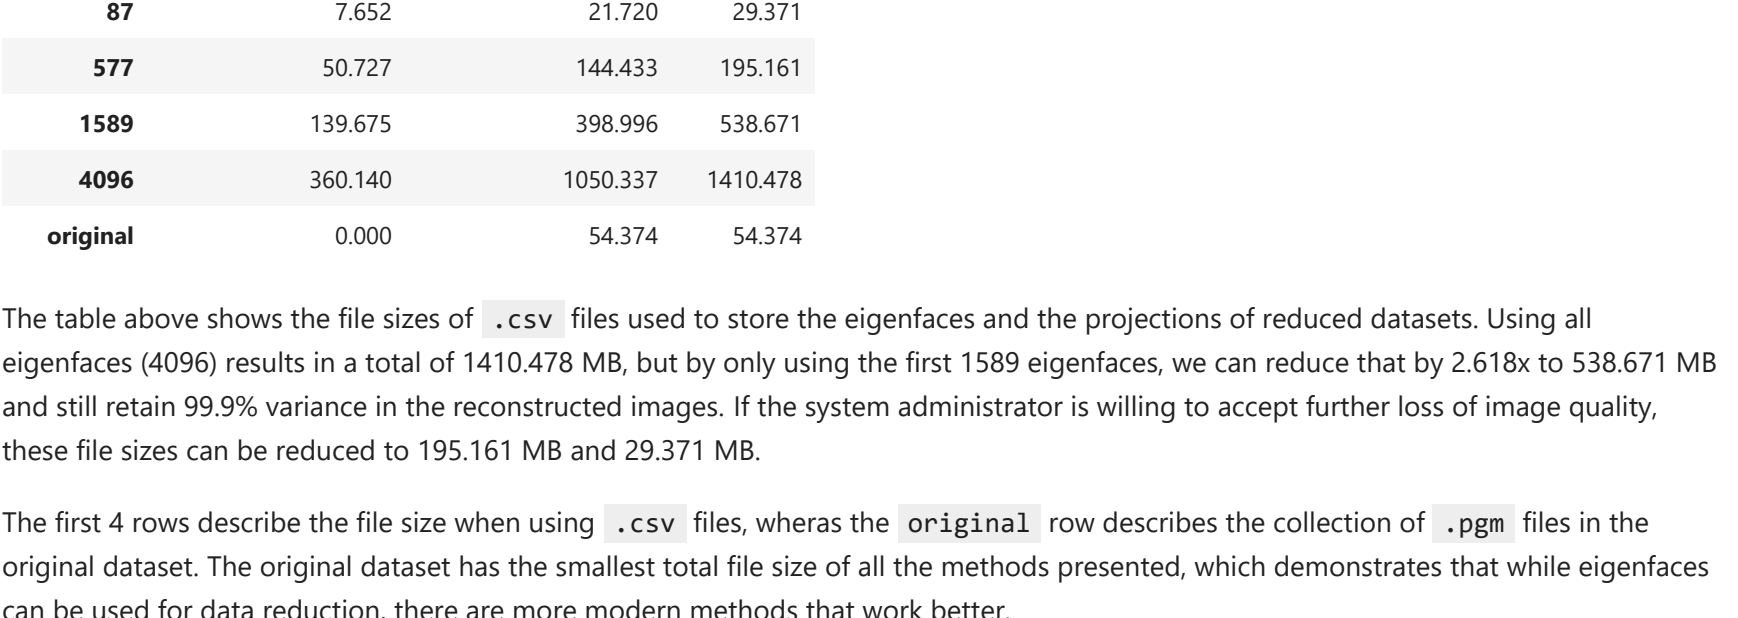 87 7.652 21.720 29.371
577 50.727 144.433 195.161
1589 139.675 398.996 538.671
4096 360.140 1050.337 1410.478
original 0.000 54.374 54.374
The table above shows the file sizes of .csv files used to store the eigenfaces and the projections of reduced datasets. Using all
eigenfaces (4096) results in a total of 1410.478 MB, but by only using the first 1589 eigenfaces, we can reduce that by 2.618x to 538.671 MB
and still retain 99.9% variance in the reconstructed images. If the system administrator is willing to accept further loss of image quality,
these file sizes can be reduced to 195.161 MB and 29.371 MB.
The first 4 rows describe the file size when using .csv files, wheras the original row describes the collection of .pgm files in the
original dataset. The original dataset has the smallest total file size of all the methods presented, which demonstrates that while eigenfaces
can be used for data reduction, there are more modern methods that work better.